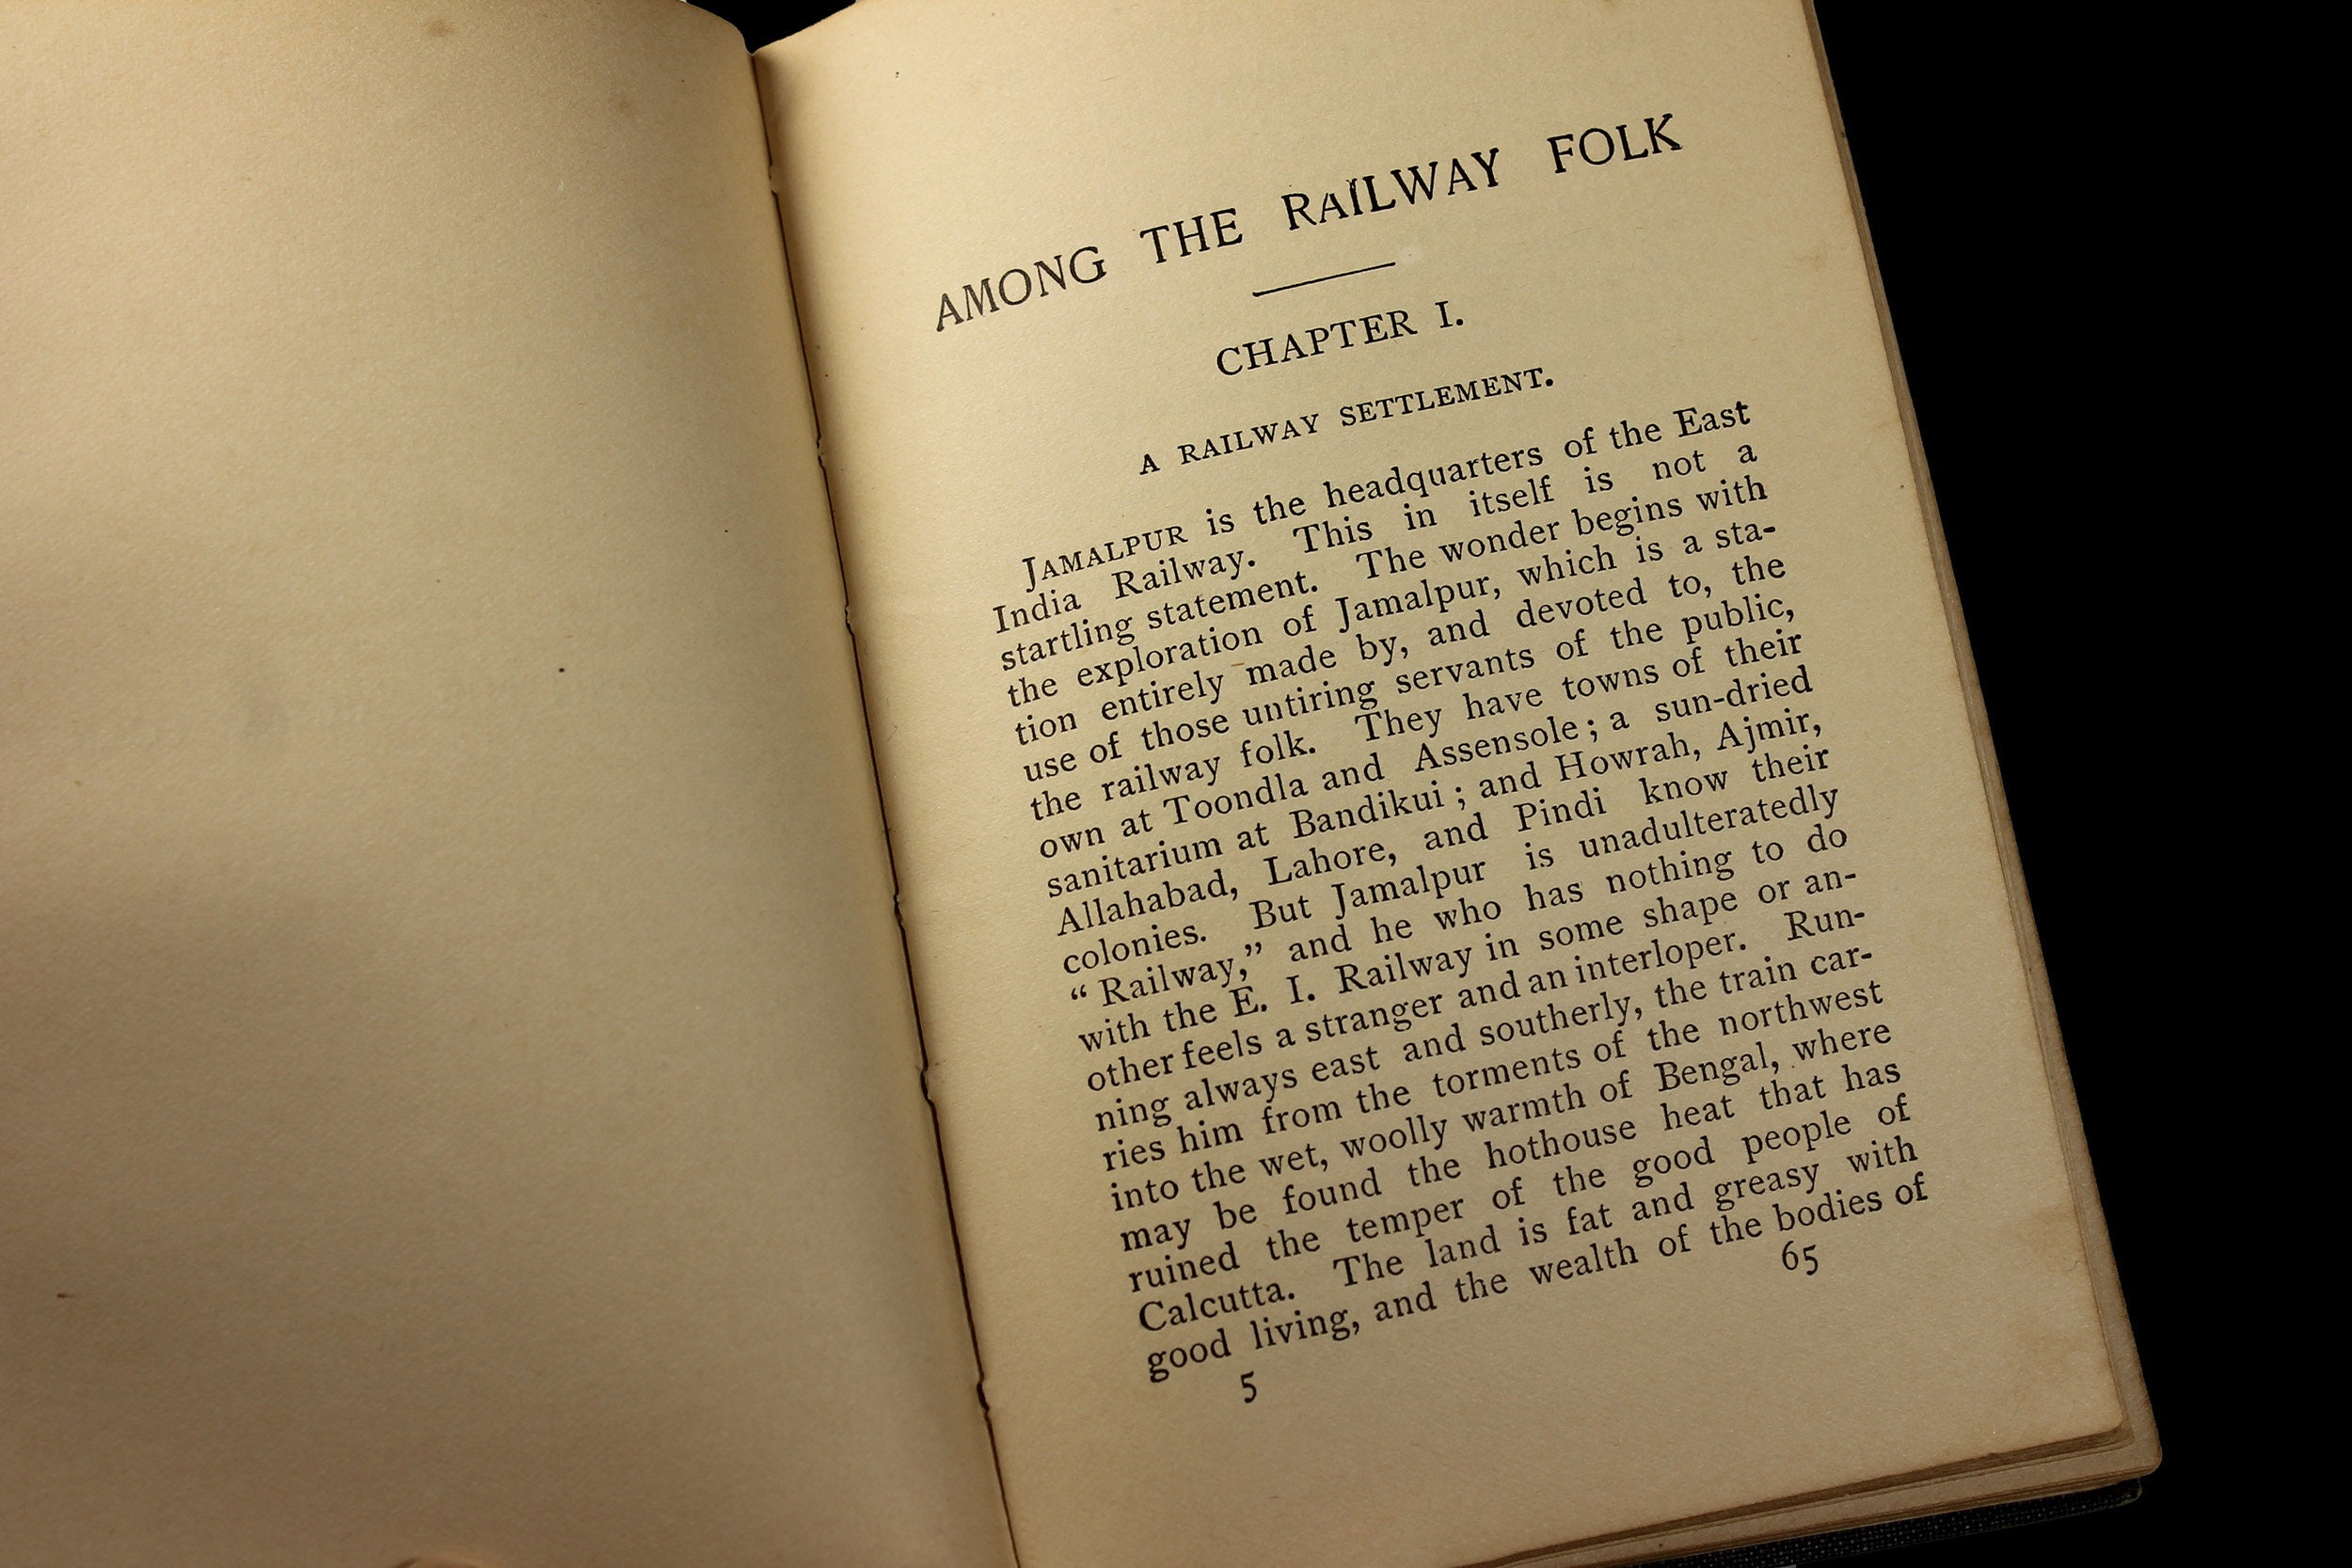 AMONG THE RAILWAY FOLK
CHAPTER I.
A RAILWAY SETTLEMENT.
JAMALPUR is the headquarters of the East
India Railway. This in itself is not a
startling statement. The wonder begins with
the exploration of Jamalpur, which is a sta-
tion entirely made by, and devoted to, the
use of those untiring servants of the public,
the railway folk. They have towns of their
own at Toondla and Assensole; a sun-dried
sanitarium at Bandikui; and Howrah, Ajmir,
Allahabad, Lahore, and Pindi know their
colonies. But Jamalpur is unadulteratedly
“Railway,” and he who has nothing to do
with the E. I. Railway in some shape or an-
other feels a stranger and an interloper. Run-
ning always east and southerly, the train car-
ries him from the torments of the northwest
into the wet, woolly warmth of Bengal, where
may be found the hothouse heat that has
ruined the temper of the good people of
Calcutta. The land is fat and greasy with
good living, and the wealth of the bodies of
65
5